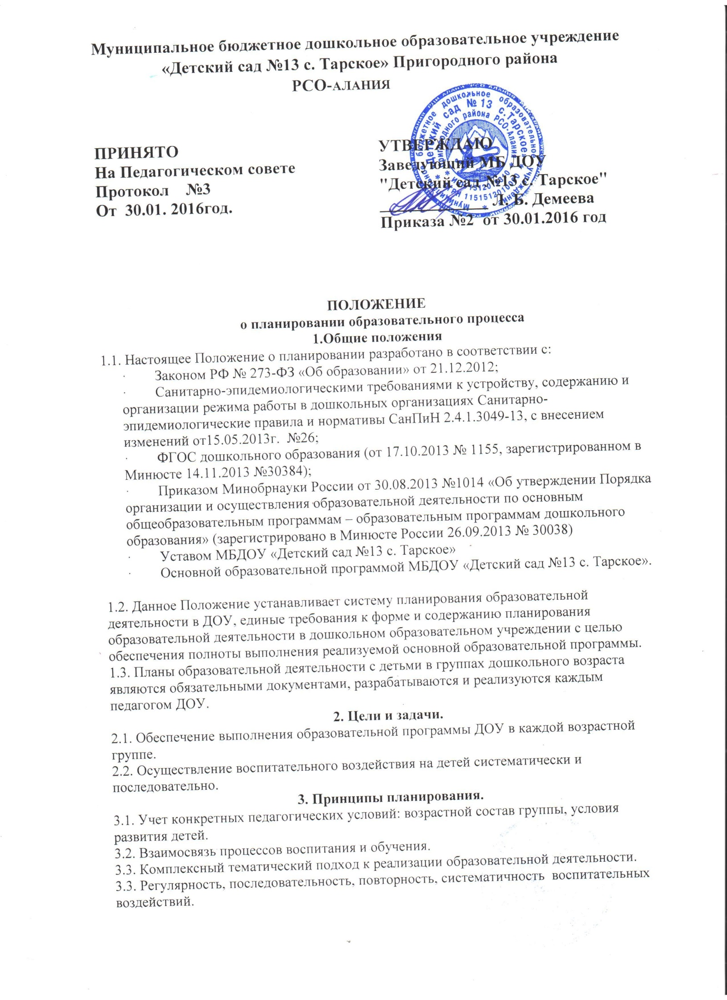 Муниципальное бюджетное дошкольное образовательное учреждение
«Детский сад №13 с. Тарское» Пригородного района
РСО-АЛАНИЯ
ПРИНЯТО
На Педагогическом совете
Протокол №3
От 30.01. 2016год.
УТВЕРЖДАЮ
Заведующий МБ ДОУ
"Детский сад .№13 с. Тарское"
Л. Б. Демеева
Приказа №2 от 30.01.2016 год
Муниципальное бюджетное дошкольное образовательное учреждение
«Детский сад №13 с.Тарское»
Пригородного района РСО-Алания
ПОЛОЖЕНИЕ
о планировании образовательного процесса
1.Общие положения
1.1. Настоящее Положение о планировании разработано в соответствии с:
· Законом РФ № 273-ФЗ «Об образовании» от 21.12.2012;
· Санитарно-эпидемиологическими требованиями к устройству, содержанию и
организации режима работы в дошкольных организациях Санитарно-
эпидемиологические правила и нормативы СанПиН 2.4.1.3049-13, с внесением
изменений от15.05.2013г. №26;
· ФГОС дошкольного образования (от 17.10.2013 № 1155, зарегистрированном в
Минюсте 14.11.2013 №30384);
· Приказом Минобрнауки России от 30.08.2013 №1014 «Об утверждении Порядка
организации и осуществления образовательной деятельности по основным
общеобразовательным программам – образовательным программам дошкольного
образования» (зарегистрировано в Минюсте России 26.09.2013 № 30038)
· Уставом МБДОУ «Детский сад №13 с. Тарское»
· Основной образовательной программой МБДОУ «Детский сад №13 с. Тарское».
1.2. Данное Положение устанавливает систему планирования образовательной
деятельности в ДОУ, единые требования к форме и содержанию планирования
образовательной деятельности в дошкольном образовательном учреждении с целью
обеспечения полноты выполнения реализуемой основной образовательной программы.
1.3. Планы образовательной деятельности с детьми в группах дошкольного возраста
являются обязательными документами, разрабатываются и реализуются каждым
педагогом ДОУ.
2. Цели и задачи.
2.1. Обеспечение выполнения образовательной программы ДОУ в каждой возрастной
группе.
2.2. Осуществление воспитательного воздействия на детей систематически и
последовательно.
3. Принципы планирования.
3.1. Учет конкретных педагогических условий: возрастной состав группы, условия
развития детей.
3.2. Взаимосвязь процессов воспитания и обучения.
3.3. Комплексный тематический подход к реализации образовательной деятельности.
3.3. Регулярность, последовательность, повторность, систематичность воспитательных
воздействий.